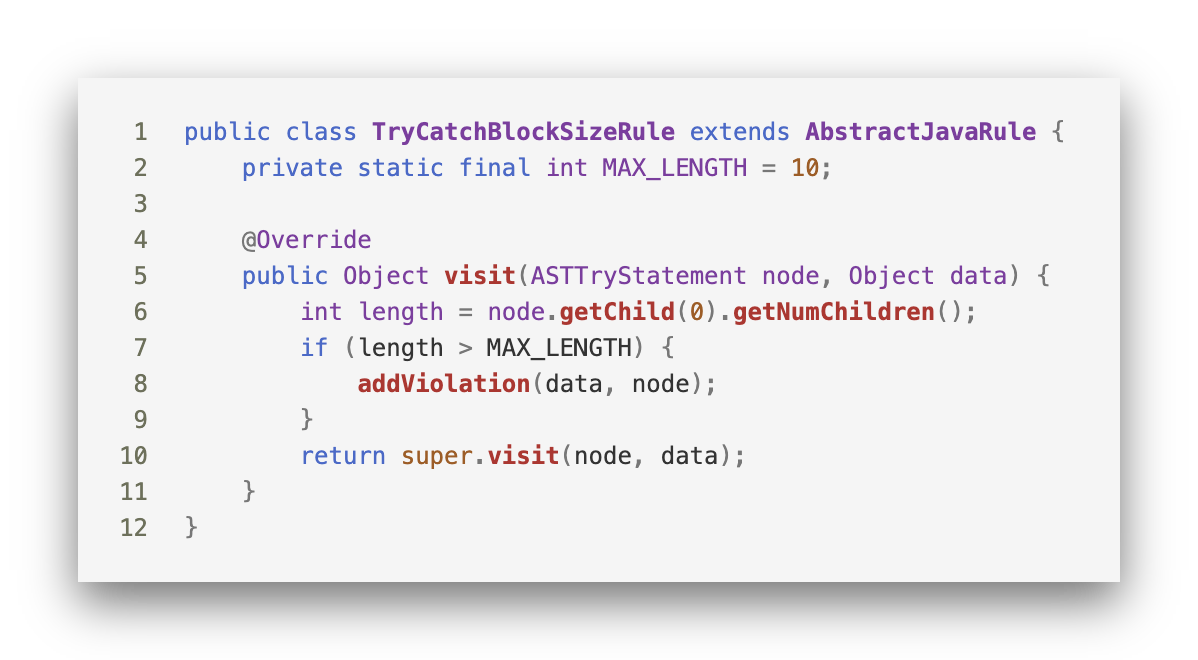 1 public class TryCatchBlockSizeRule extends AbstractJavaRule {
2     private static final int MAX_LENGTH = 10;
3
4     @Override
5     public Object visit(ASTTryStatement node, Object data) {
6         int length = node.getChild(0).getNumChildren();
7         if (length > MAX_LENGTH) {
8             addViolation(data, node);
9         }
10         return super.visit(node, data);
11     }
12 }